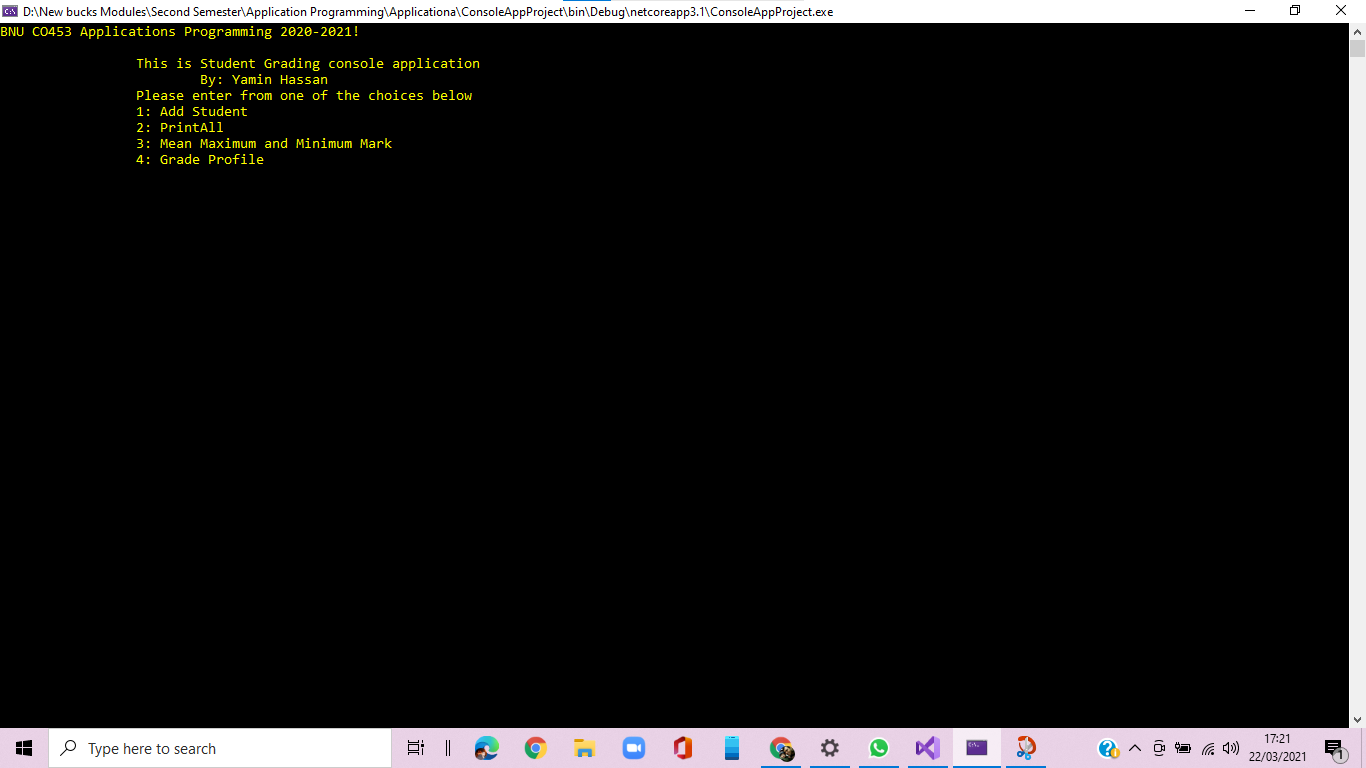 D:\New bucks Modules\Second Semester\Application Programming\Applicationa\ConsoleAppProject\bin\Debug\netcoreapp3.1\ConsoleAppProject.exe
BNU CO453 Applications Programming 2020-2021!
This is Student Grading console application
By: Yamin Hassan
Please enter from one of the choices below
1: Add Student
2: PrintAll
3: Mean Maximum and Minimum Mark
4: Grade Profile
Type here to search
17:21
22/03/2021
1